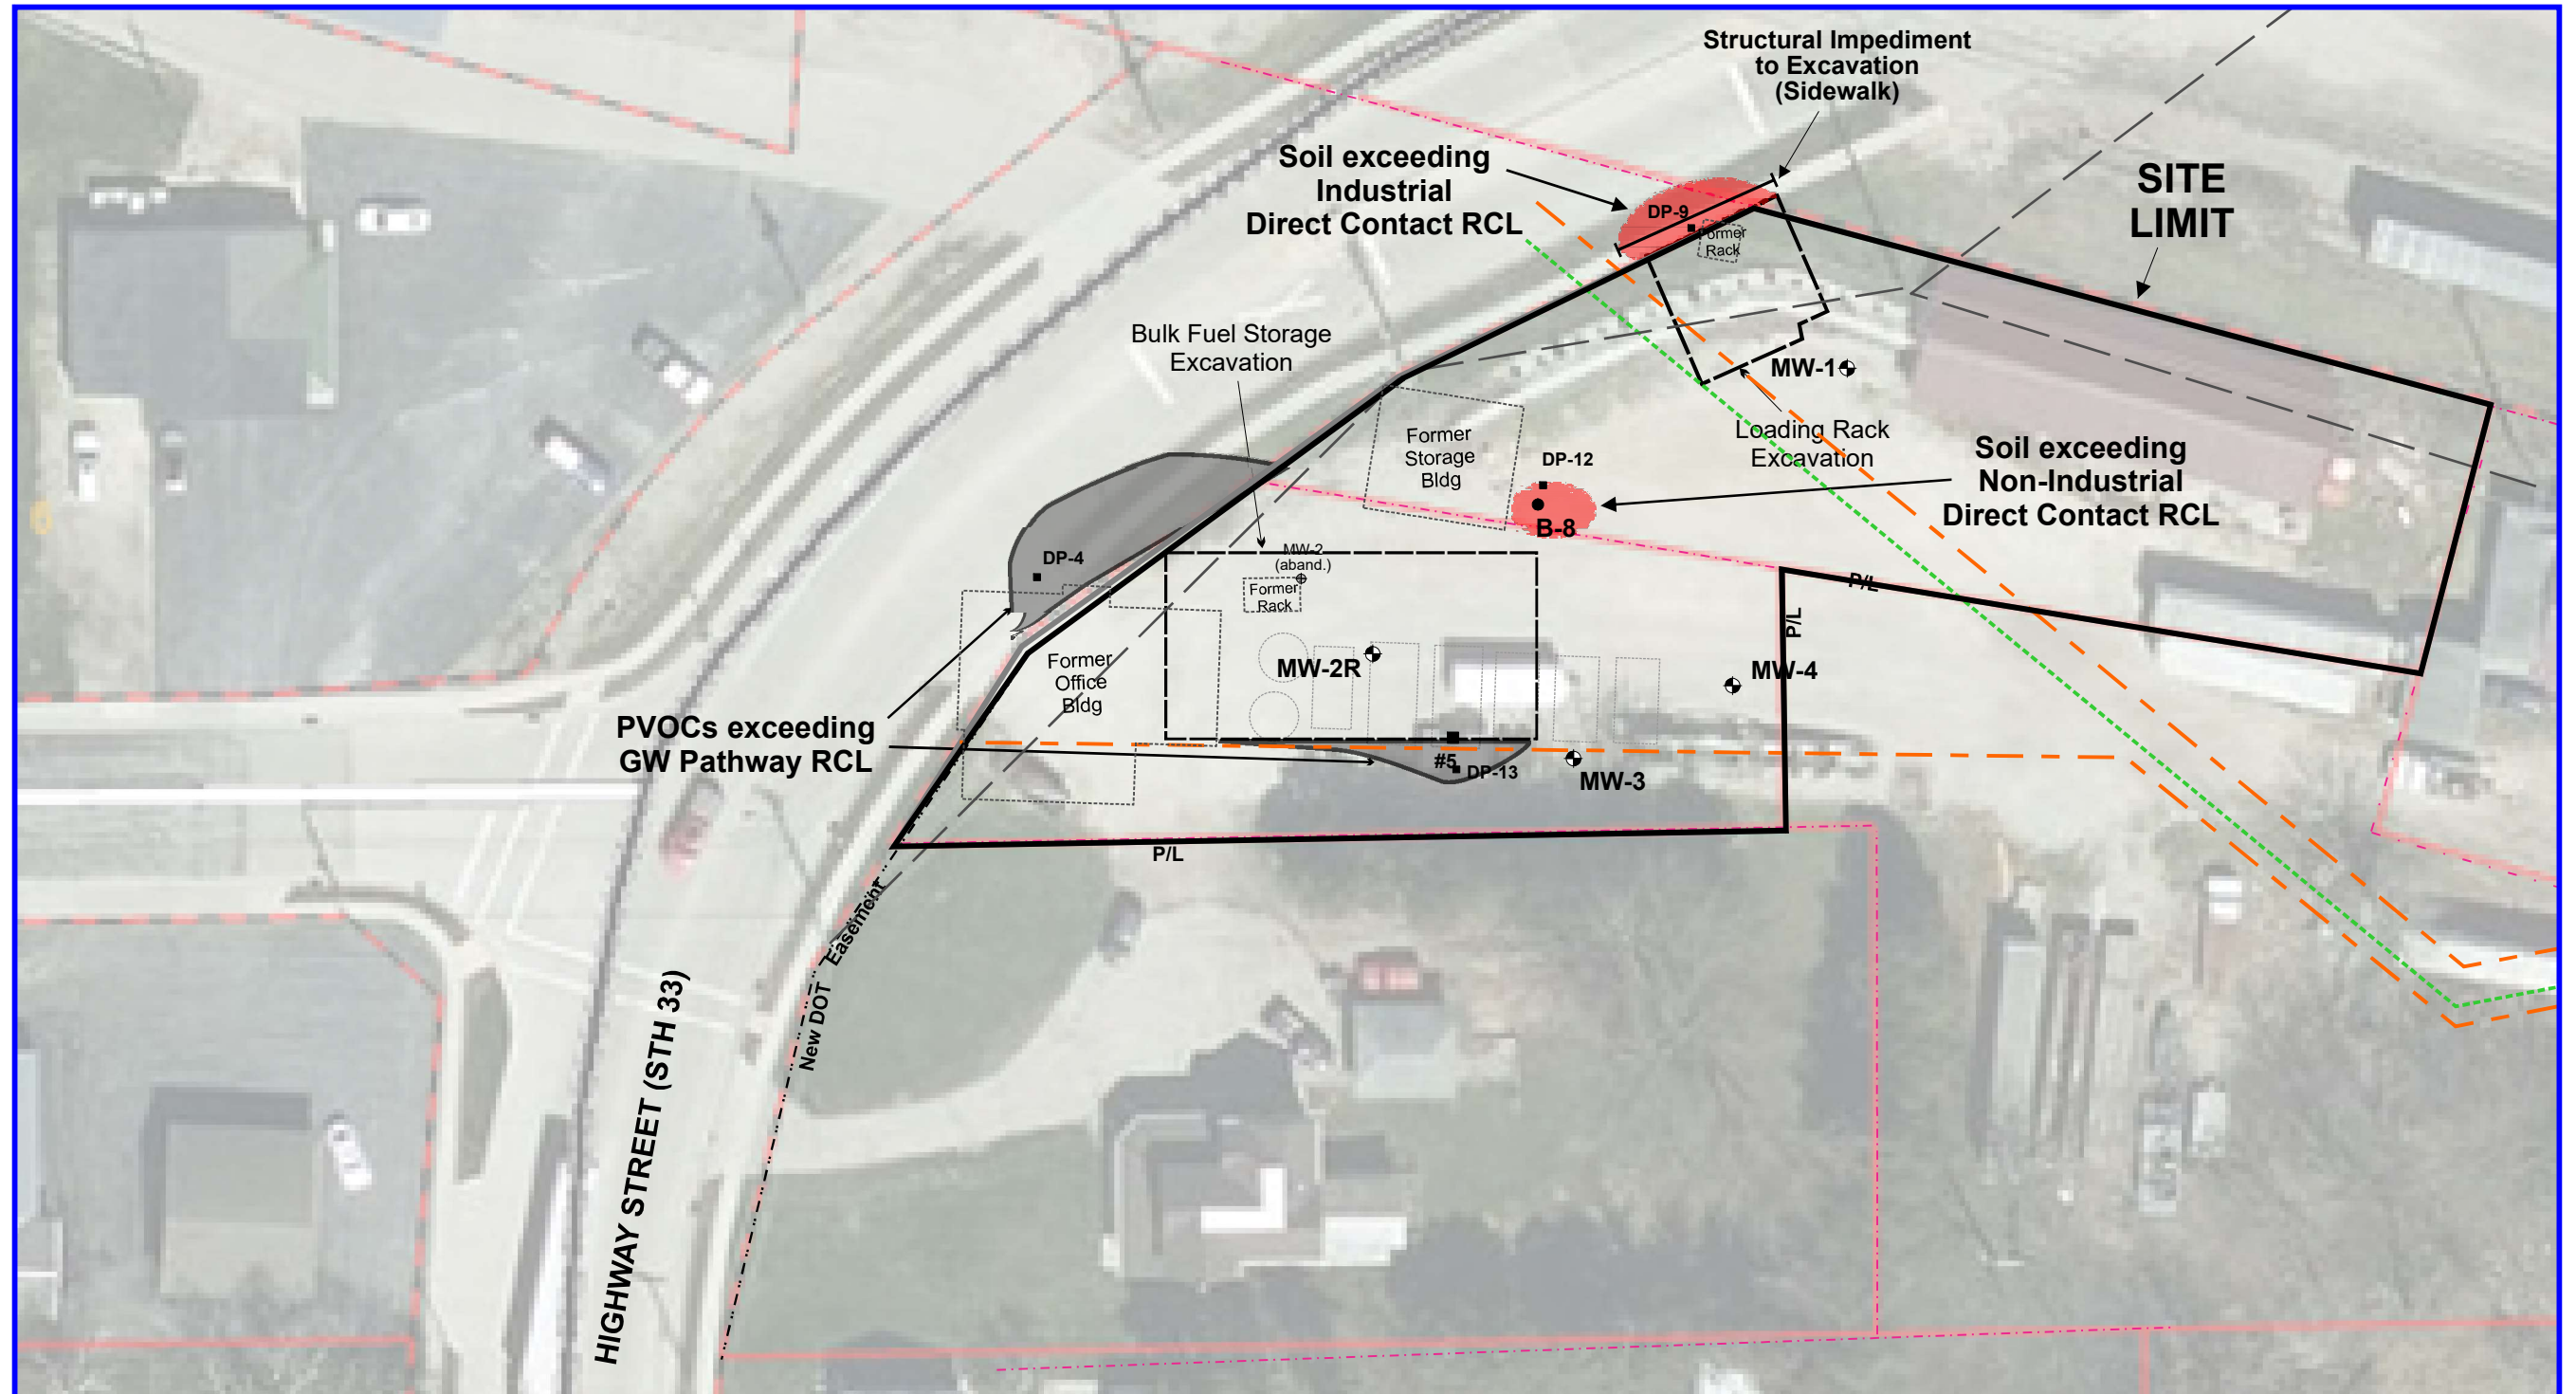 Structural Impediment
to Excavation
(Sidewalk)
Soil exceeding
Industrial
Direct Contact RCL
SITE
LIMIT
DP-9
Former
Rack
Bulk Fuel Storage
Excavation
MW-1
Loading Rack
Excavation
Former
Storage
Bldg
DP-12
B-8
Soil exceeding
Non-Industrial
Direct Contact RCL
DP-4
MW-2
(aband.)
Former
Rack
P/L
P/L
Former
Office
Bldg
MW-2R
MW-4
PVOCs exceeding
GW Pathway RCL
#5
DP-13
MW-3
P/L
New DOT Easement
HIGHWAY STREET (STH 33)